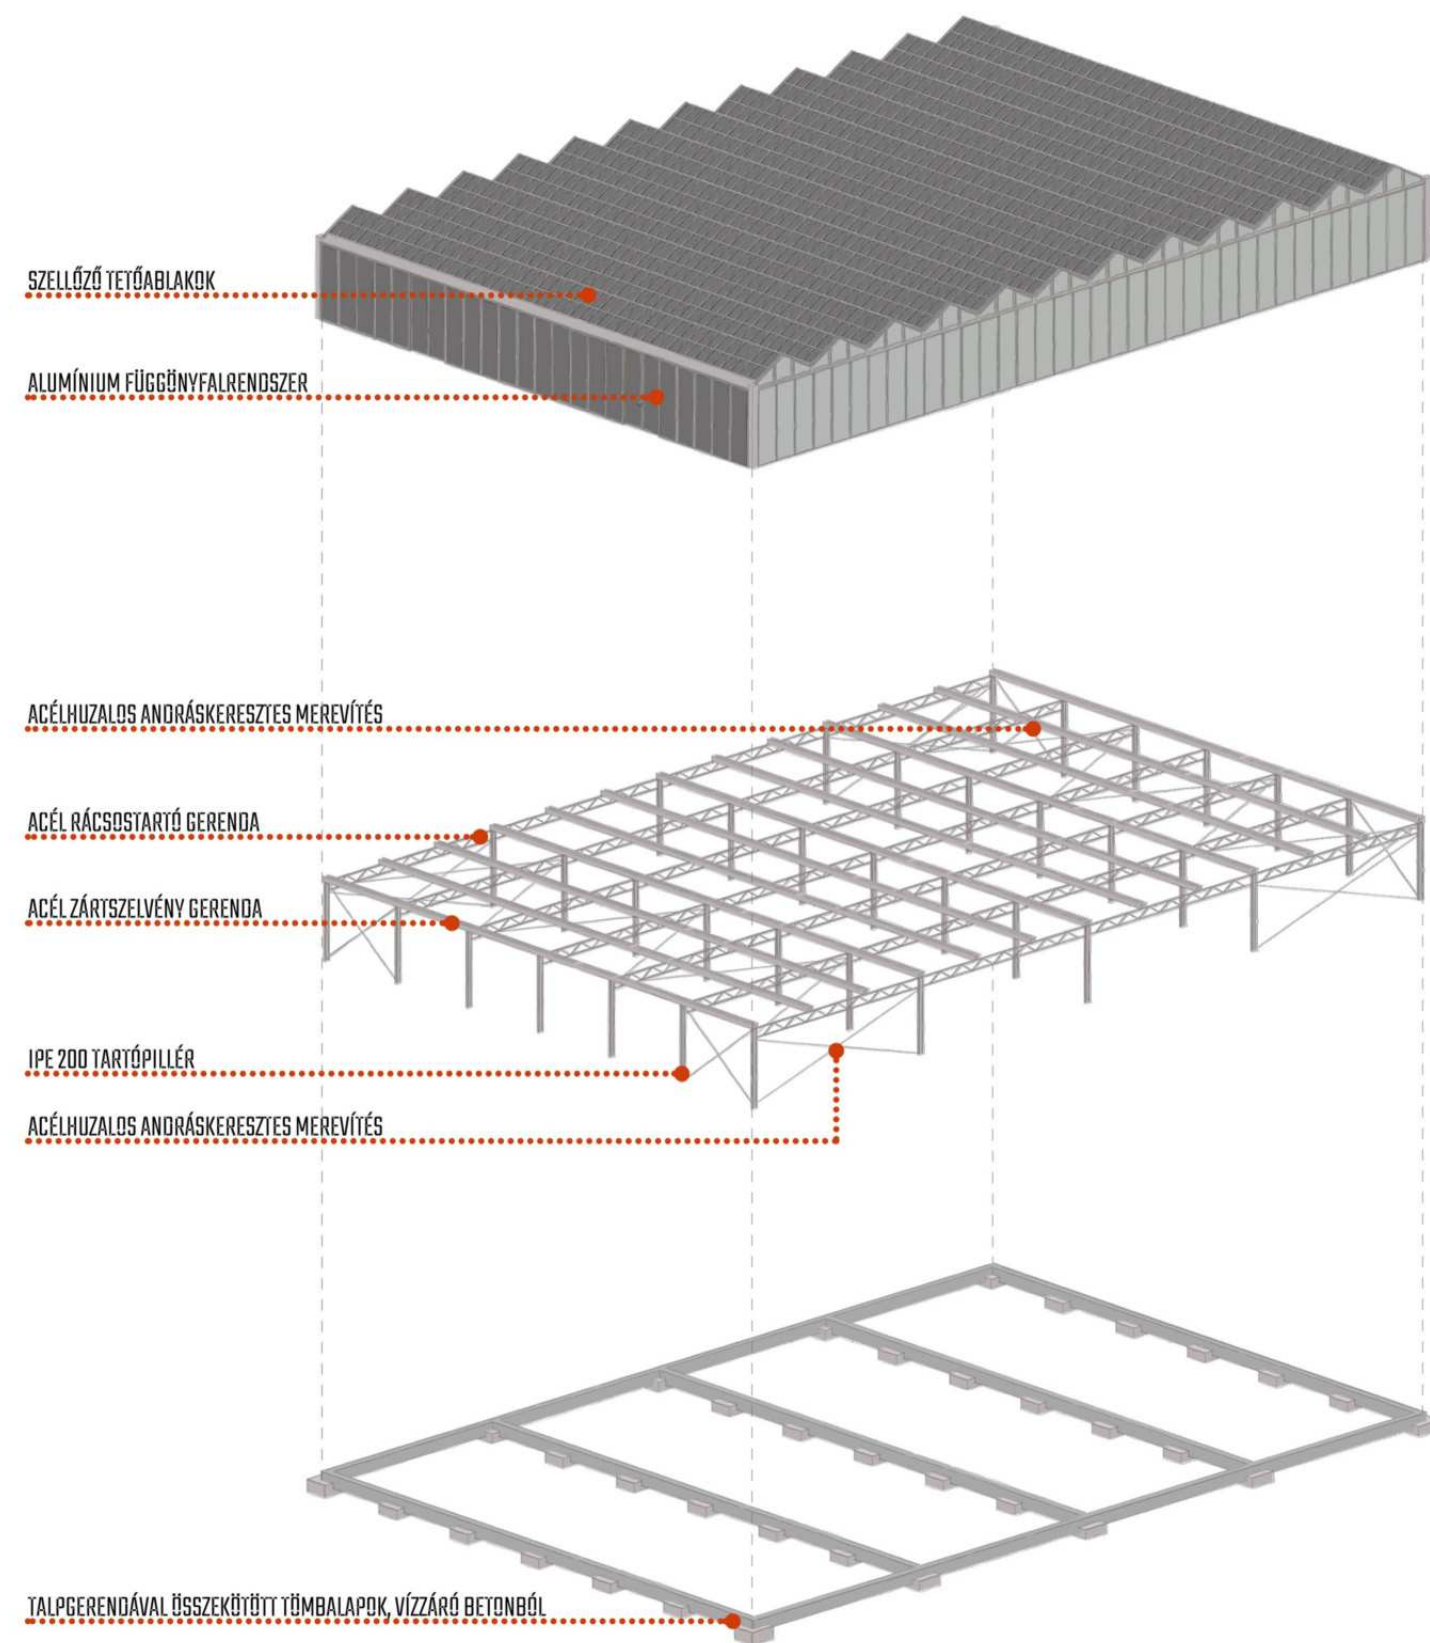 SZELLŐZŐ TETŐABLAKOK
ALUMÍNIUM FÜGGÖNYFALRENDSZER
ACÉLHUZALOS ANDRÁSKERESZTES MEREVÍTÉS
ACÉL RÁCSOSTARTÓ GERENDA
ACÉL ZÁRTSZELVÉNY GERENDA
IPE 200 TARTÓPILLÉR
ACÉLHUZALOS ANDRÁSKERESZTES MEREVÍTÉS
TALPGERENDÁVAL ÖSSZEKÖTÖTT TÖMBALAPOK, VÍZZÁRÓ BETONBÓL